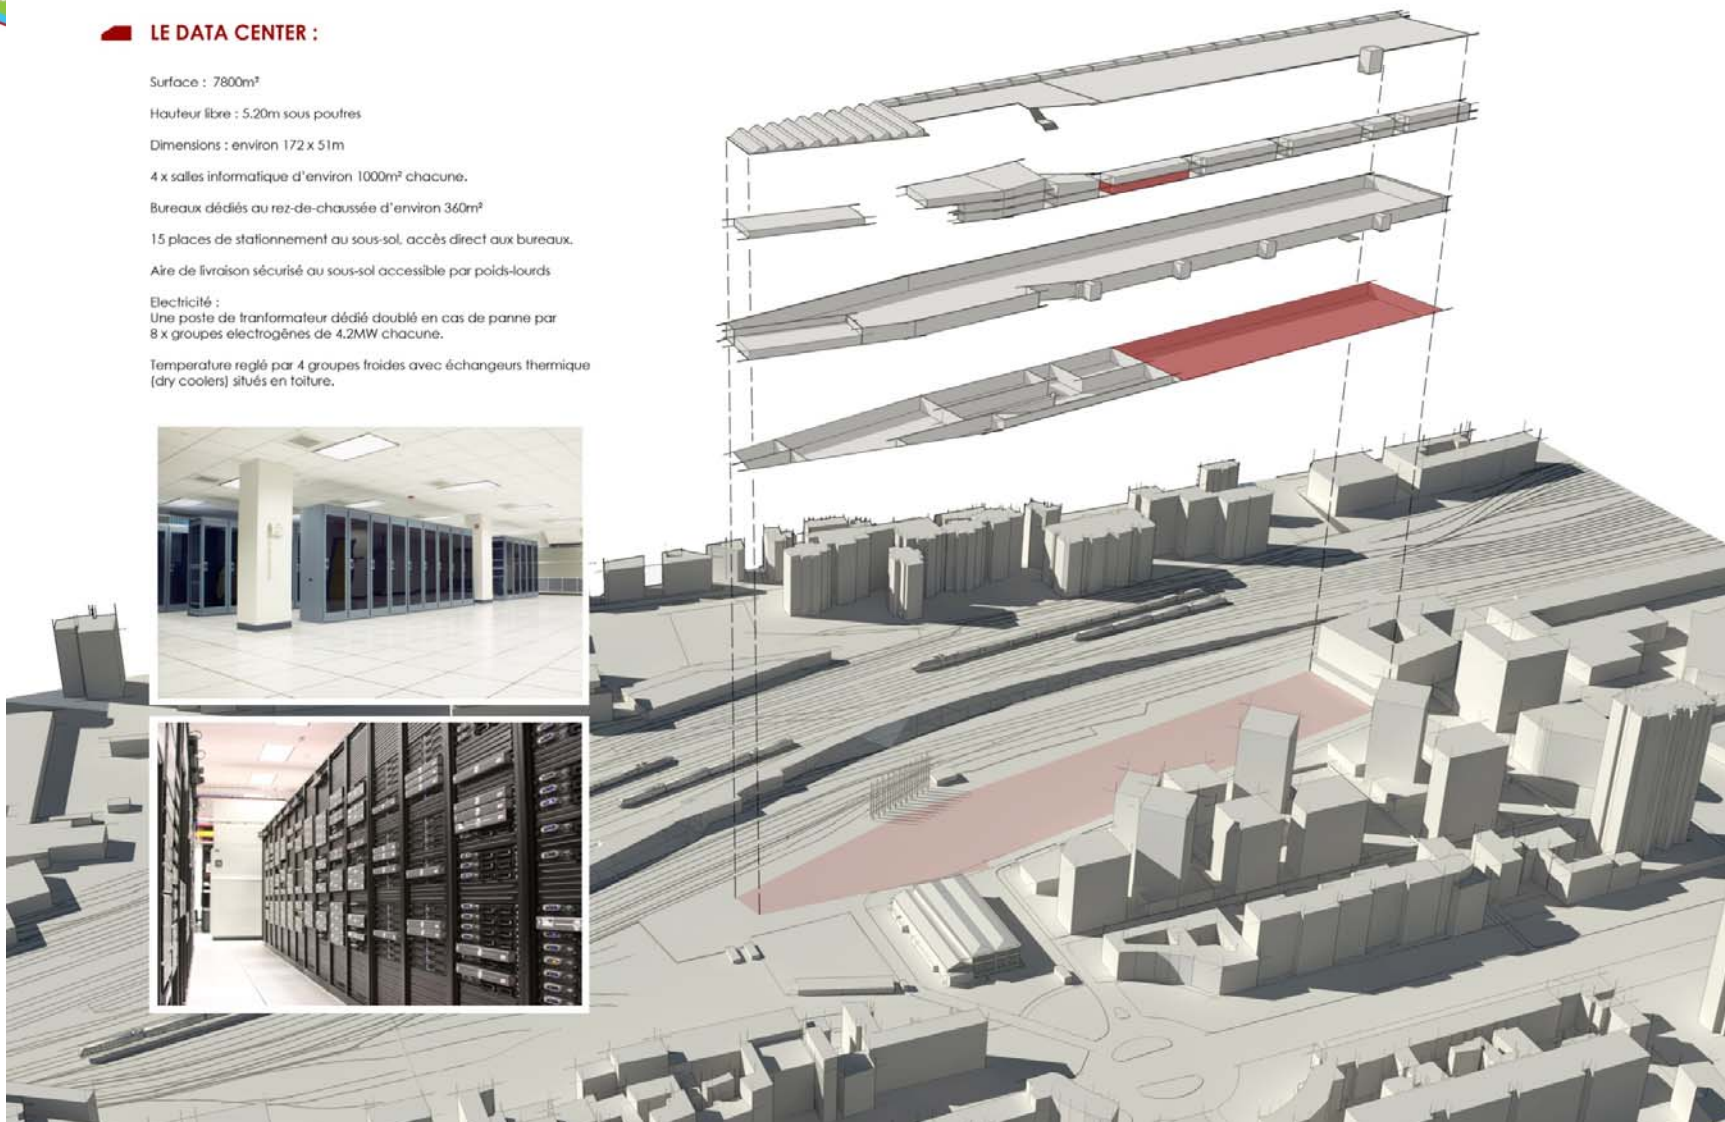 LE DATA CENTER :
Surface : 7800m²
Hauteur libre : 5.20m sous poutres
Dimensions : environ 172 x 51m
4 x salles informatique d'environ 1000m² chacune.
Bureaux dédiés au rez-de-chaussée d'environ 360m²
15 places de stationnement au sous-sol, accès direct aux bureaux.
Aire de livraison sécurisé au sous-sol accessible par poids-lourds
Electricité :
Une poste de tranformateur dédié doublé en cas de panne par
8 x groupes electrogènes de 4.2MW chacune.
Temperature reglé par 4 groupes froides avec échangeurs thermique
(dry coolers) situés en toiture.